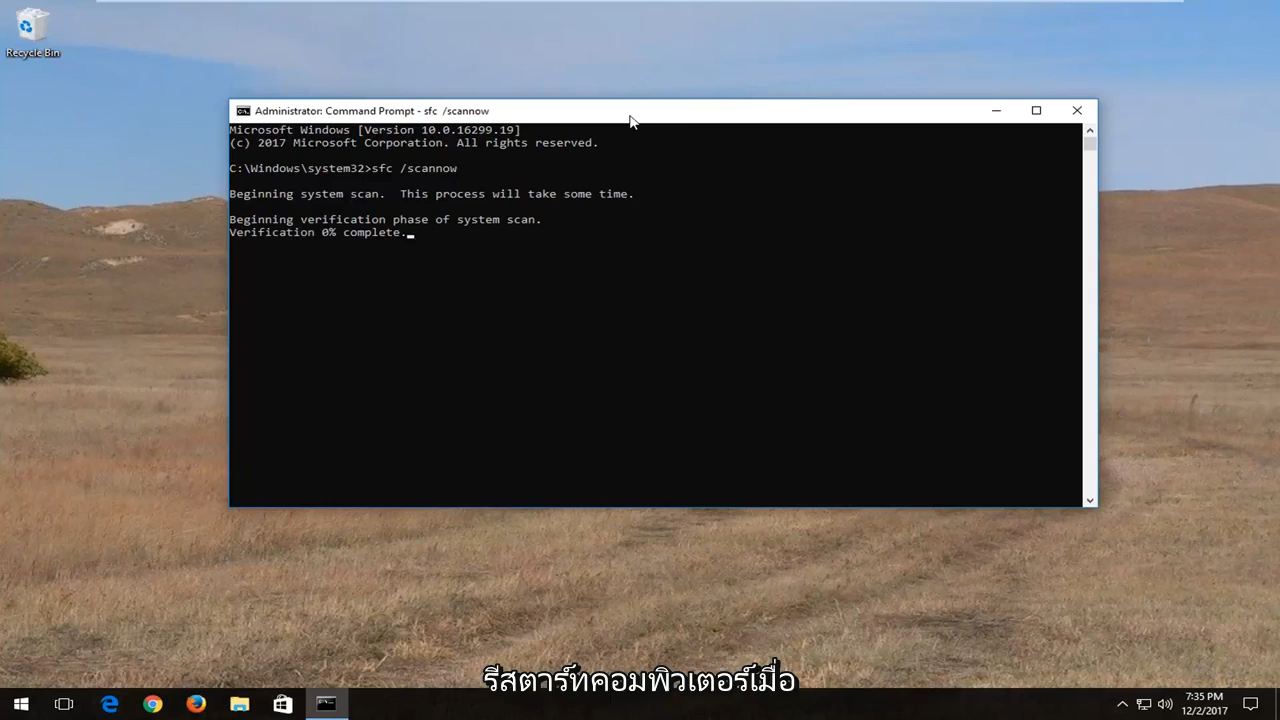 Recycle Bin
Administrator: Command Prompt - sfc /scannow
Microsoft Windows [Version 10.0.16299.19]
(c) 2017 Microsoft Corporation. All rights reserved.
C:\Windows\system32>sfc /scannow
Beginning system scan.  This process will take some time.
Beginning verification phase of system scan.
Verification 0% complete.
รีสตาร์ทคอมพิวเตอร์เมื่อ
7:35 PM
12/2/2017